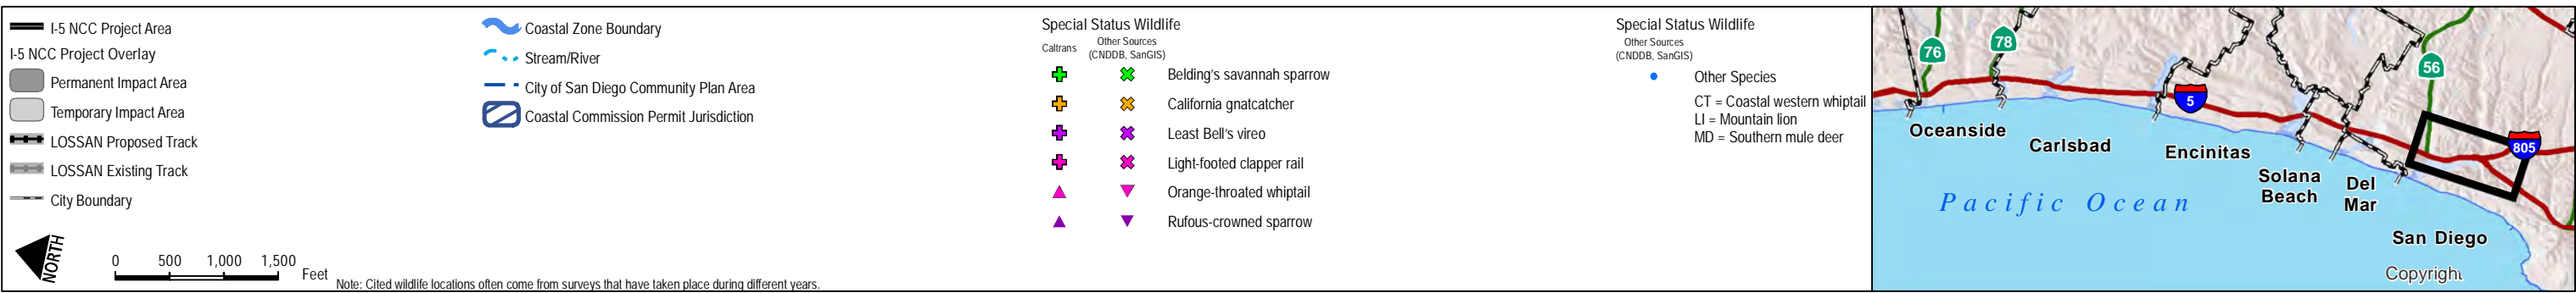 I-5 NCC Project Area
I-5 NCC Project Overlay
Permanent Impact Area
Temporary Impact Area
LOSSAN Proposed Track
LOSSAN Existing Track
City Boundary
NORTH
0 500 1,000 1,500
Feet
Note: Cited wildlife locations often come from surveys that have taken place during different years.
Coastal Zone Boundary
Stream/River
City of San Diego Community Plan Area
Coastal Commission Permit Jurisdiction
Special Status Wildlife
Caltrans
Other Sources
(CNDDB, SanGIS)
Belding's savannah sparrow
California gnatcatcher
Least Bell's vireo
Light-footed clapper rail
Orange-throated whiptail
Rufous-crowned sparrow
Special Status Wildlife
Other Sources
(CNDDB, SanGIS)
Other Species
CT = Coastal western whiptail
LI = Mountain lion
MD = Southern mule deer
76
78
56
5
805
Oceanside
Carlsbad
Encinitas
Solana
Beach
Del
Mar
Pacific Ocean
San Diego
Copyright